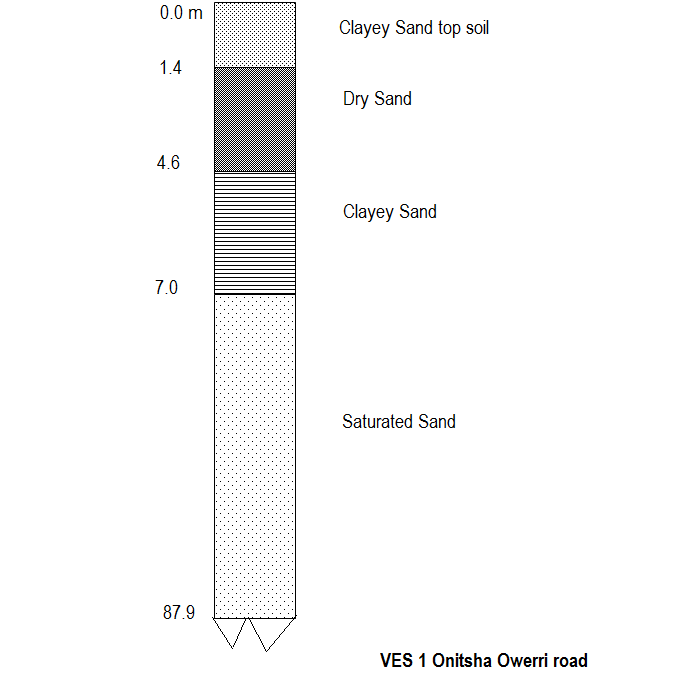 0.0 m
Clayey Sand top soil
1.4
Dry Sand
4.6
Clayey Sand
7.0
Saturated Sand
87.9
VES 1 Onitsha Owerri road